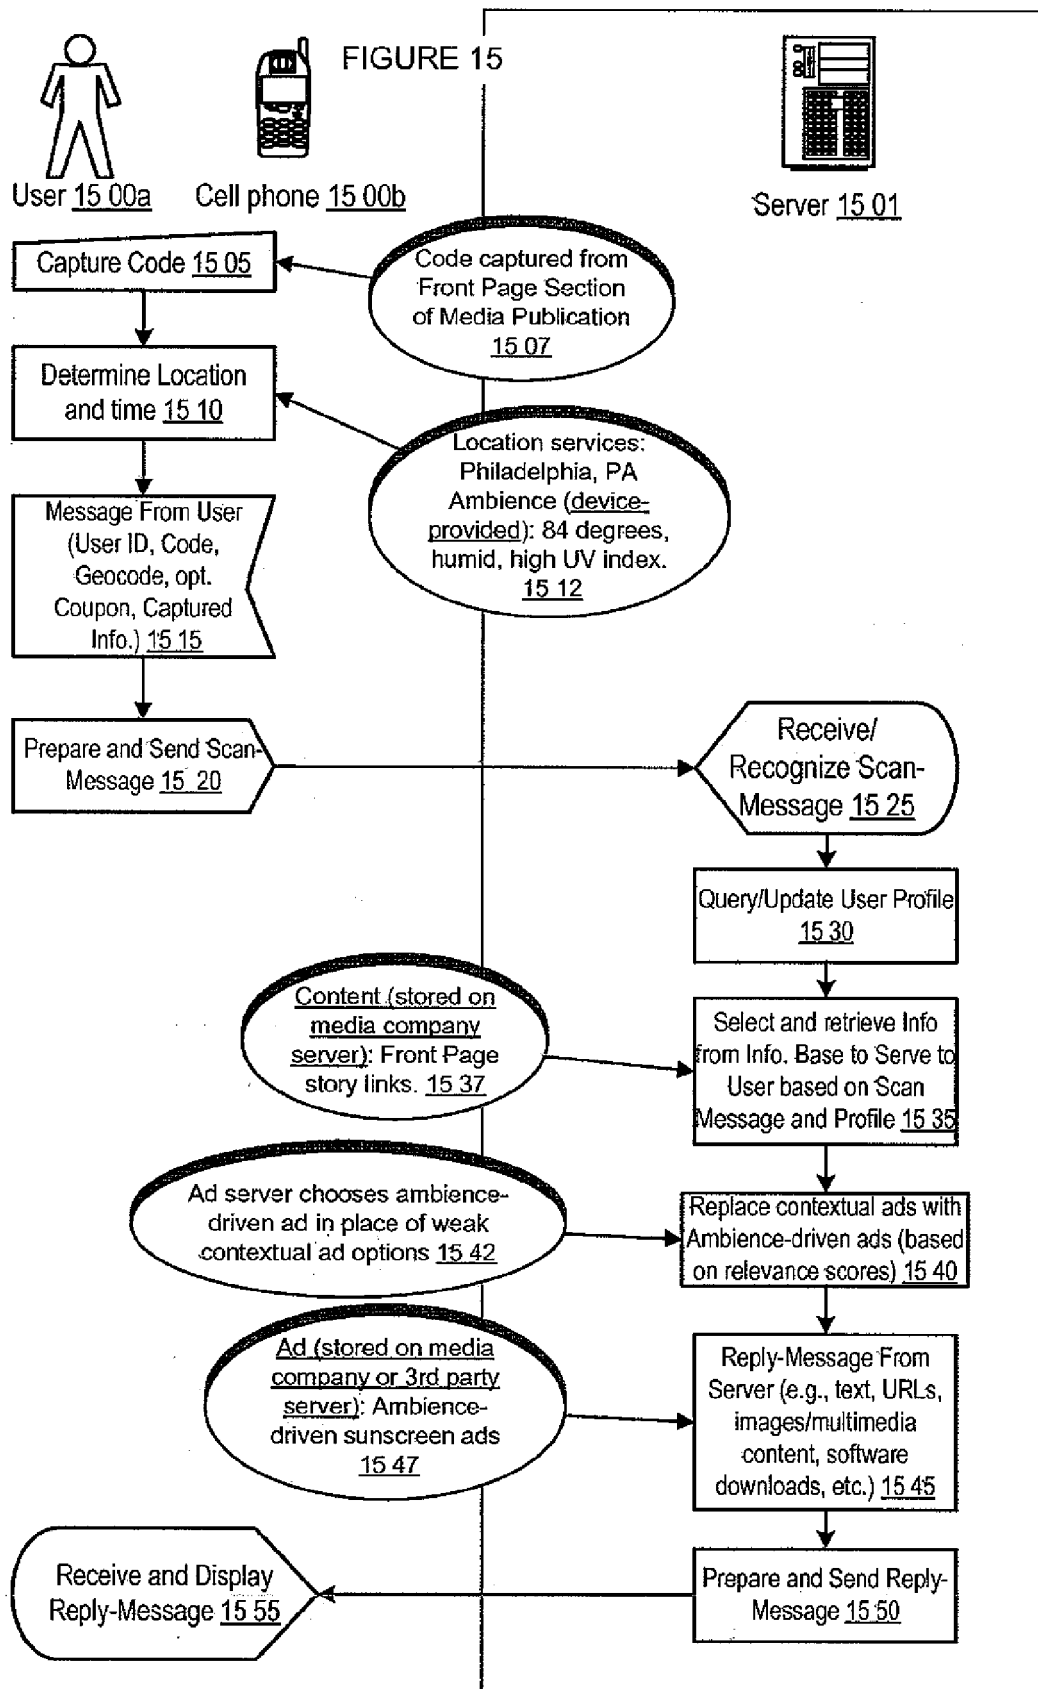 FIGURE 15
User 15 00a
Cell phone 15 00b
Server 15 01
Capture Code 15 05
Code captured from
Front Page Section
of Media Publication
15 07
Determine Location
and time 15 10
Location services:
Philadelphia, PA
Ambience (device-
provided): 84 degrees,
humid, high UV index.
15 12
Message From User
(User ID, Code,
Geocode, opt.
Coupon, Captured
Info.) 15 15
Prepare and Send Scan-
Message 15 20
Receive/
Recognize Scan-
Message 15 25
Query/Update User Profile
15 30
Content (stored on
media company
server): Front Page
story links. 15 37
Select and retrieve Info
from Info. Base to Serve to
User based on Scan
Message and Profile 15 35
Ad server chooses ambience-
driven ad in place of weak
contextual ad options 15 42
Replace contextual ads with
Ambience-driven ads (based
on relevance scores) 15 40
Ad (stored on media
company or 3rd party
server): Ambience-
driven sunscreen ads
15 47
Reply-Message From
Server (e.g., text, URLs,
images/multimedia
content, software
downloads, etc.) 15 45
Prepare and Send Reply-
Message 15 50
Receive and Display
Reply-Message 15 55